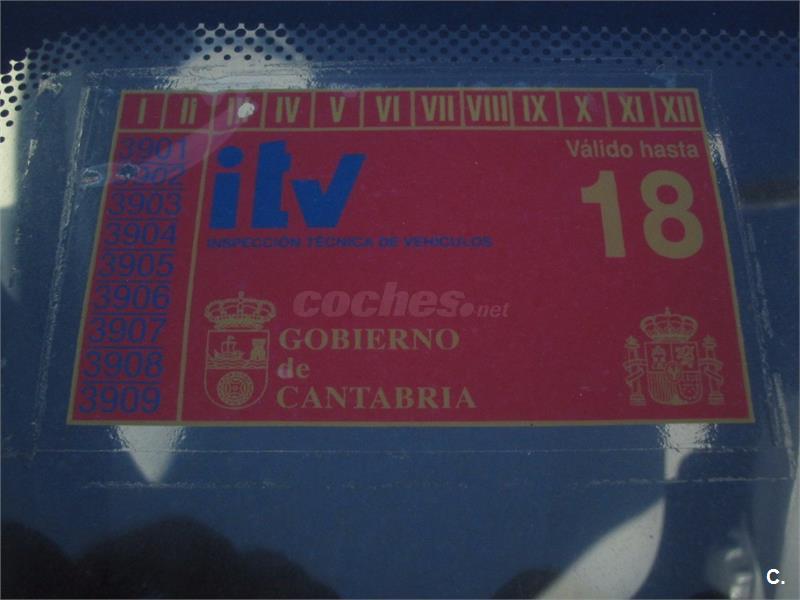 I II III IV V VI VII VIII IX X XI XII
3901
3902
3903
3904
3905
3906
3907
3908
3909
itv
INSPECCIÓN TÉCNICA DE VEHÍCULOS
Válido hasta
18
coches.net
GOBIERNO
de
CANTABRIA
C.